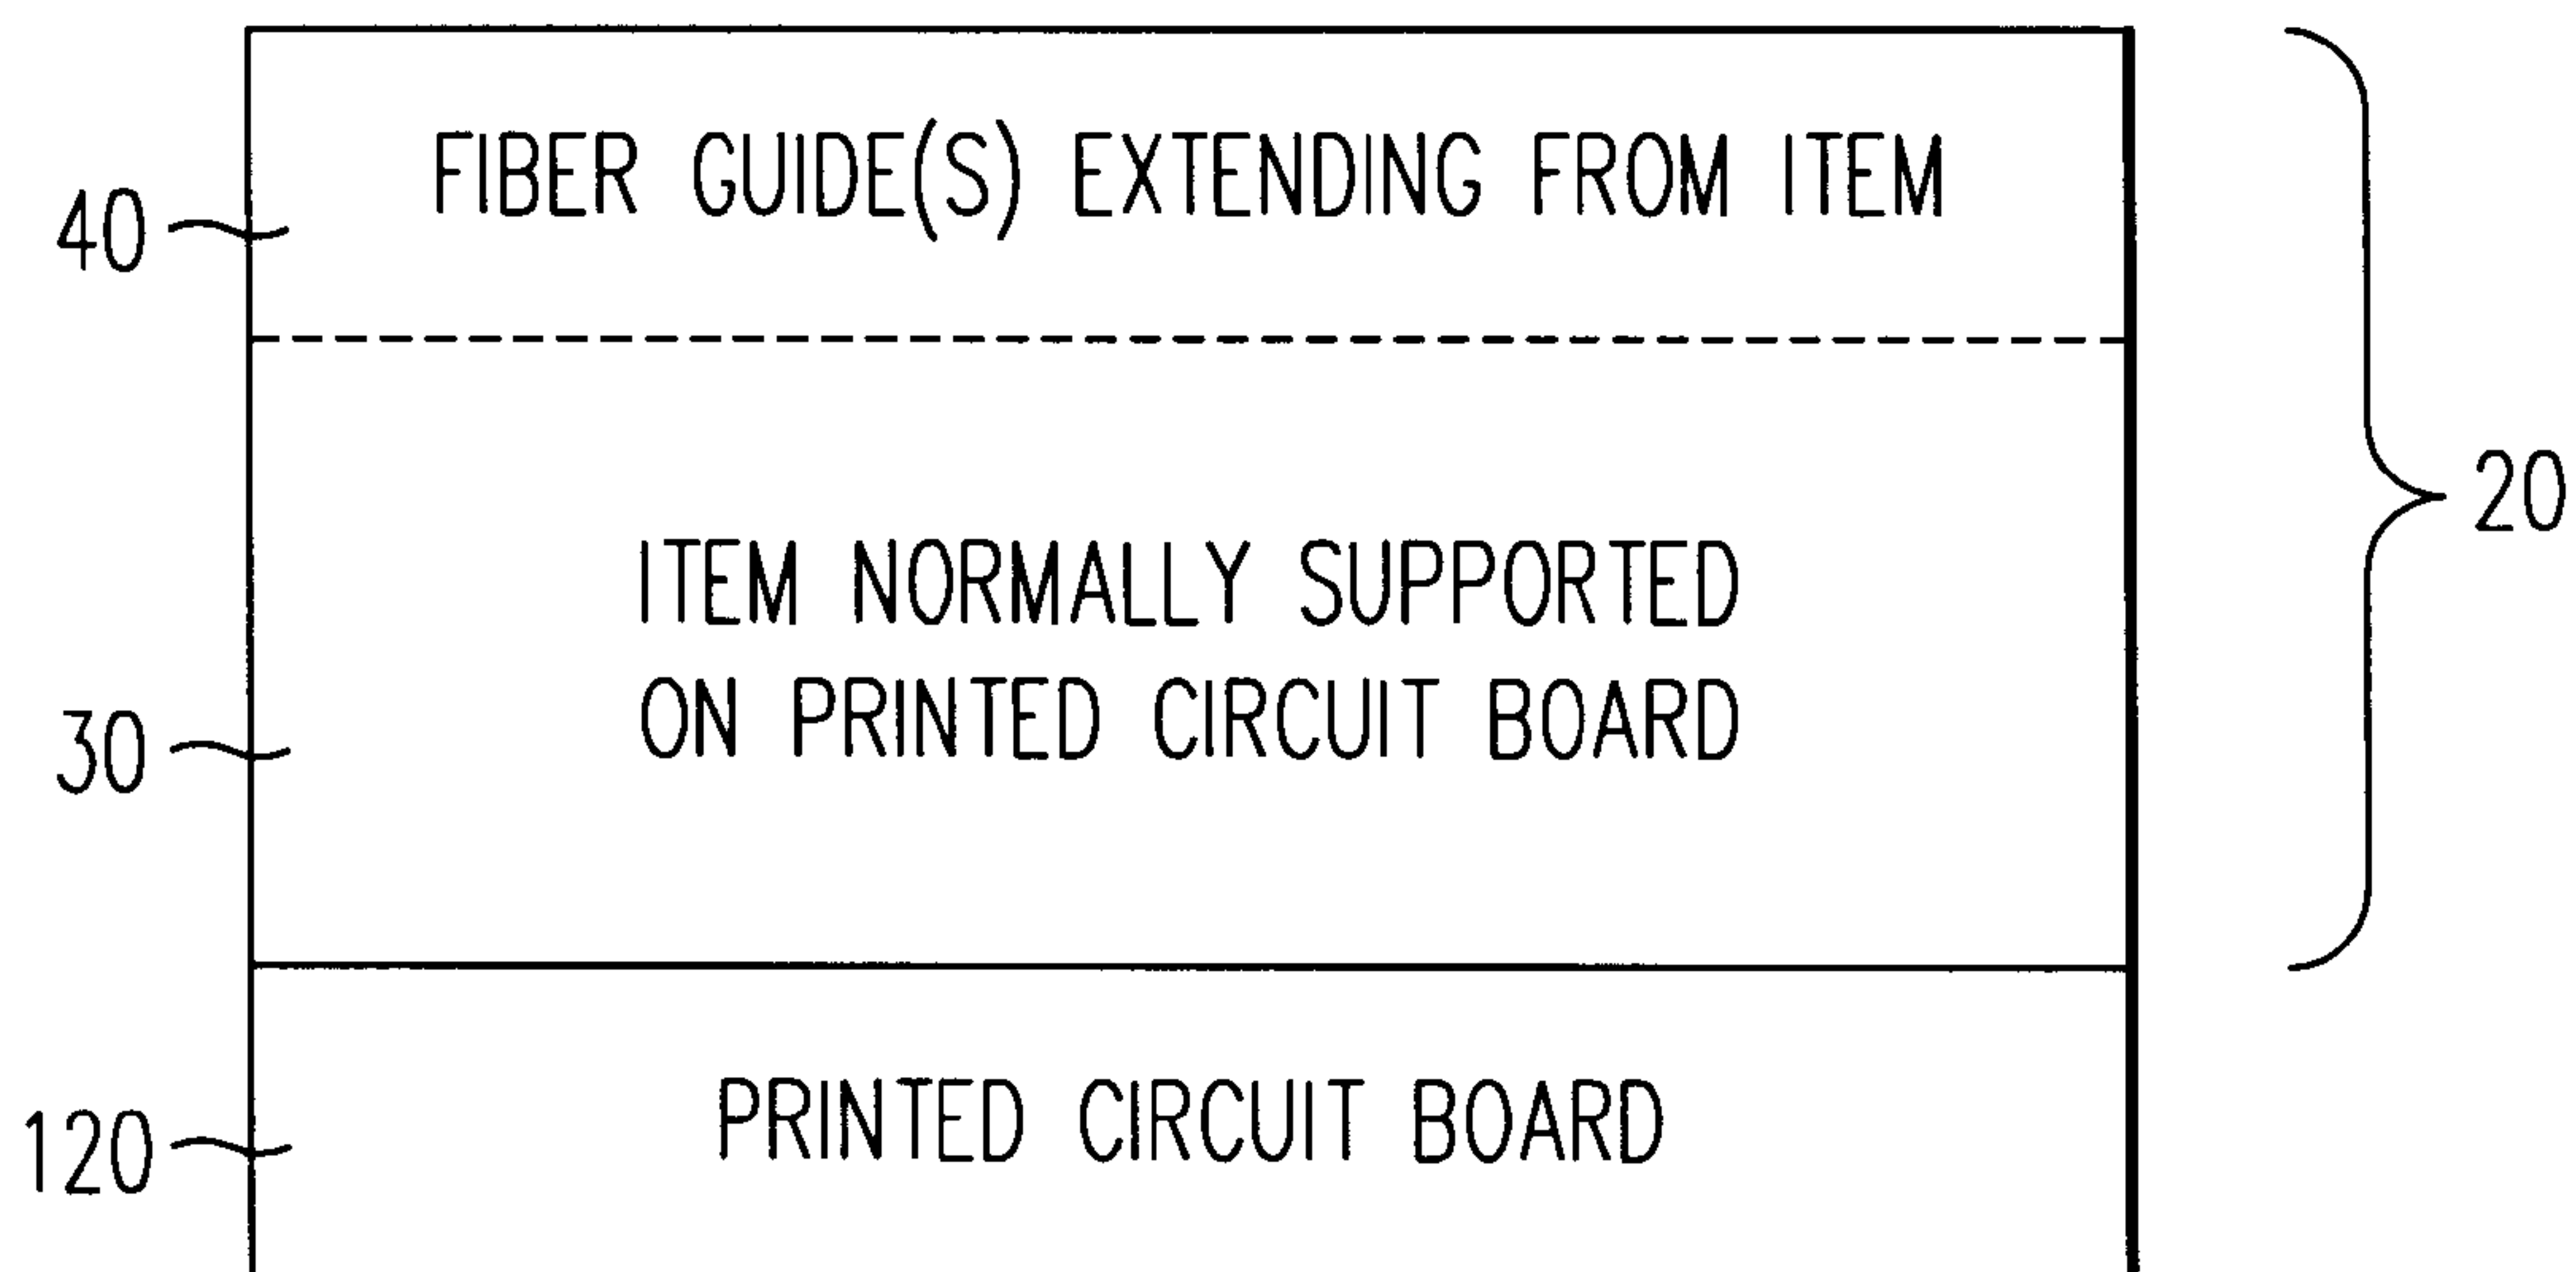 FIBER GUIDE(S) EXTENDING FROM ITEM
40
ITEM NORMALLY SUPPORTED
ON PRINTED CIRCUIT BOARD
20
30
PRINTED CIRCUIT BOARD
120